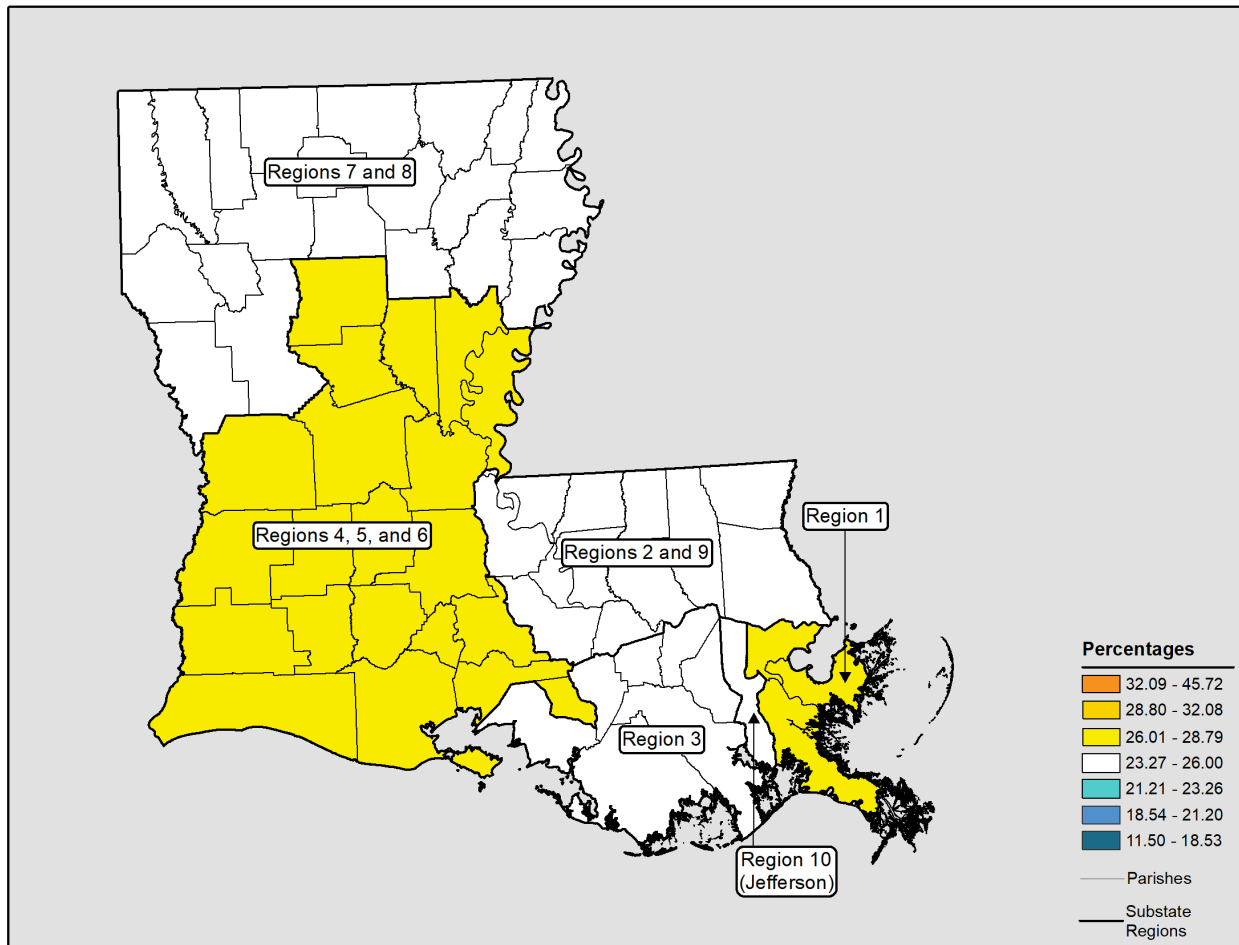 Regions 7 and 8
Regions 4, 5, and 6
Regions 2 and 9
Region 1
Region 3
Region 10
(Jefferson)
Percentages
32.09 - 45.72
28.80 - 32.08
26.01 - 28.79
23.27 - 26.00
21.21 - 23.26
18.54 - 21.20
11.50 - 18.53
Parishes
Substate
Regions